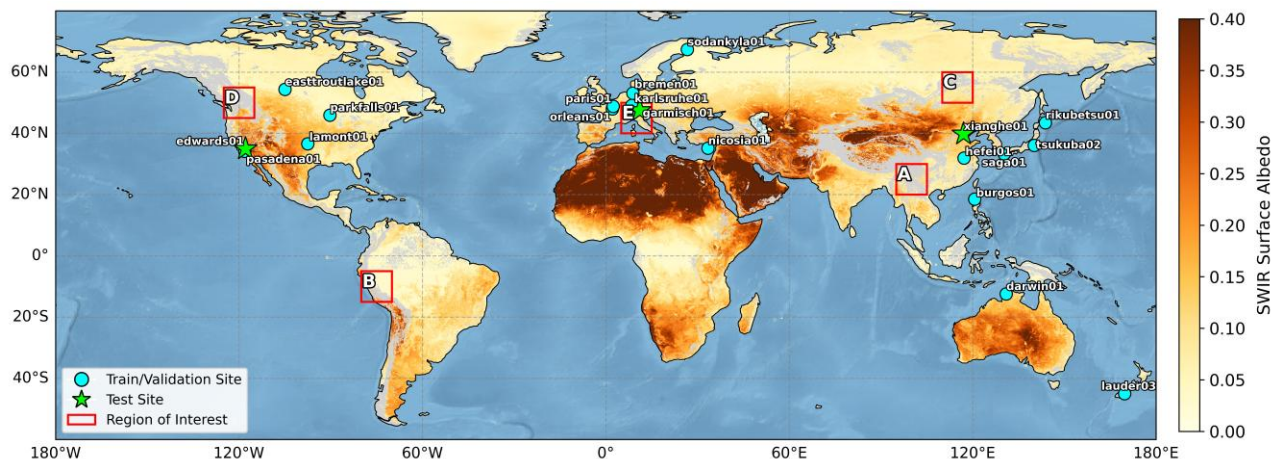 60°N
40°N
20°N
0°
20°S
40°S
180°W
120°W
60°W
0°
60°E
120°E
180°E
sodankyla01
easttroutlake01
D
parkfalls01
lamont01
edwards01
pasadena01
bremen01
paris01
karlsruhe01
orleans01
E
garmisch01
nicosia01
C
rikubetsu01
xianghe01
tsukuba02
hefei01
saga01
A
burgos01
B
darwin01
lauder03
Train/Validation Site
Test Site
Region of Interest
0.40
0.35
0.30
0.25
0.20
0.15
0.10
0.05
0.00
SWIR Surface Albedo